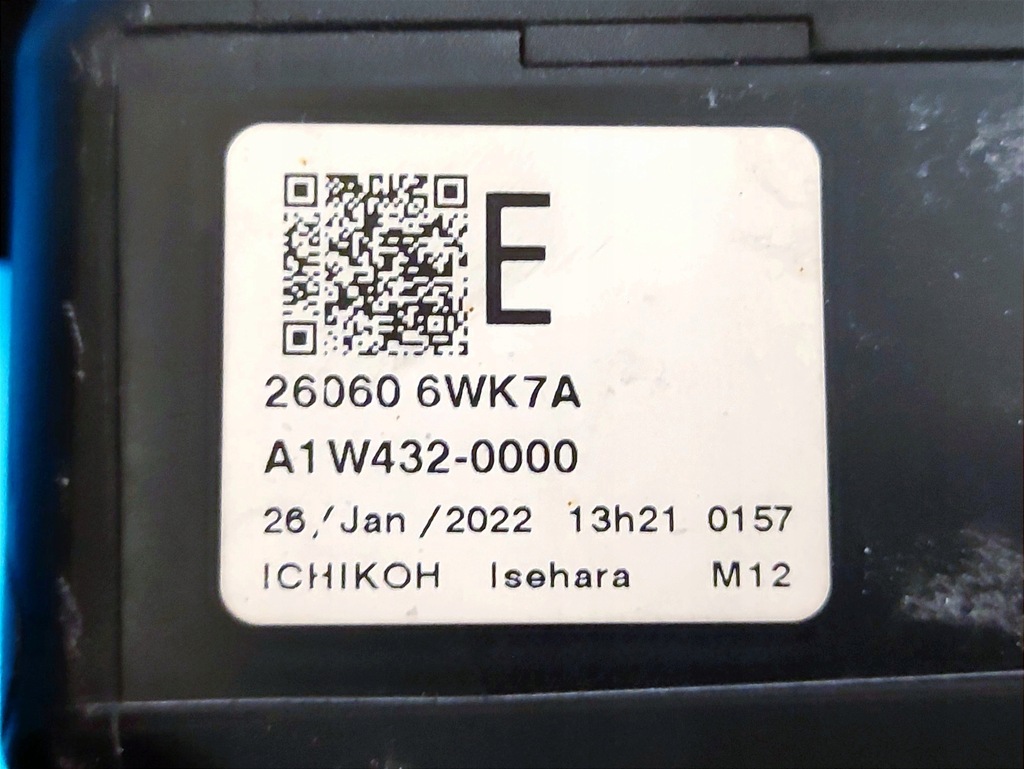 E
26060 6WK7A
A1W432-0000
26/Jan/2022 13h21 0157
ICHIKOH Isehara M12